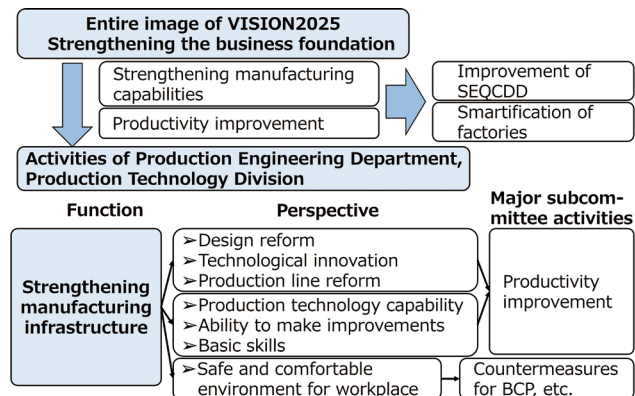 Entire image of VISION2025
Strengthening the business foundation
Strengthening manufacturing
capabilities
Productivity improvement
Improvement of
SEQCDD
Smartification of
factories
Activities of Production Engineering Department,
Production Technology Division
Function
Perspective
Major subcom-
mittee activities
Strengthening
manufacturing
infrastructure
➢Design reform
➢Technological innovation
➢Production line reform
➢Production technology capability
➢Ability to make improvements
➢Basic skills
➢Safe and comfortable
environment for workplace
Productivity
improvement
Countermeasures
for BCP, etc.